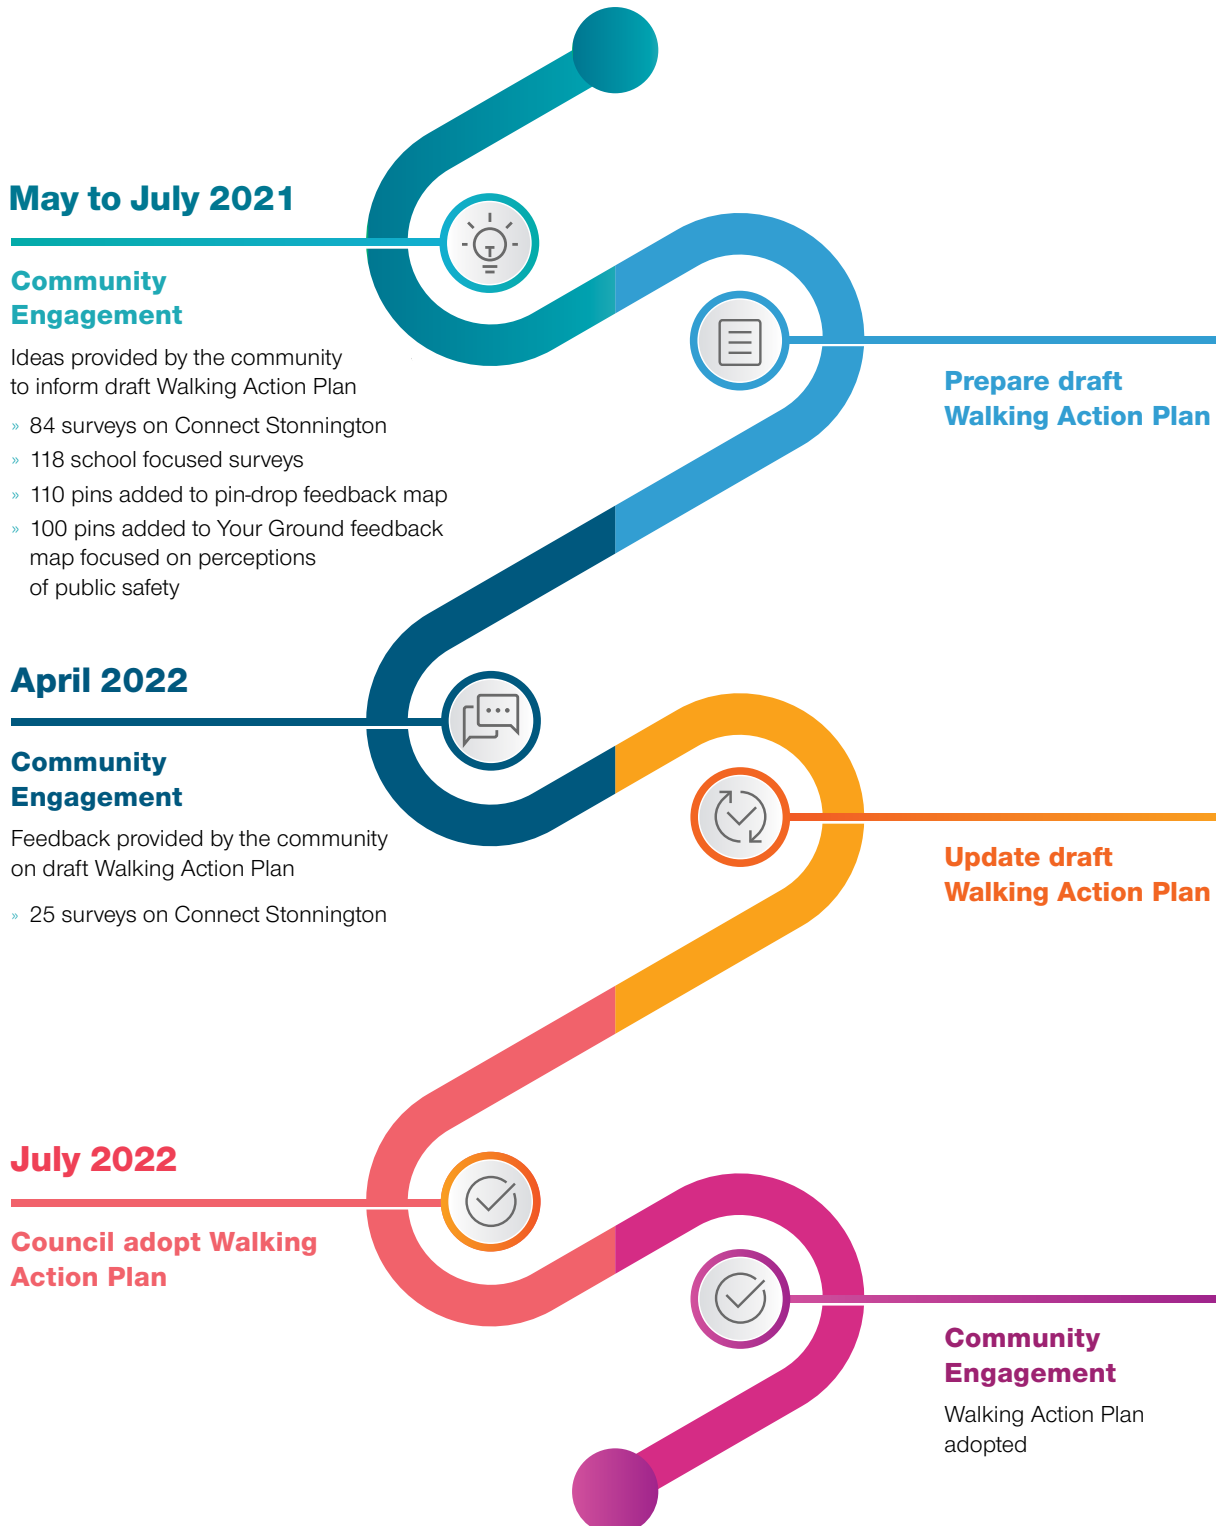 May to July 2021
Community
Engagement
Ideas provided by the community
to inform draft Walking Action Plan
» 84 surveys on Connect Stonnington
» 118 school focused surveys
» 110 pins added to pin-drop feedback map
» 100 pins added to Your Ground feedback
map focused on perceptions
of public safety
Prepare draft
Walking Action Plan
April 2022
Community
Engagement
Feedback provided by the community
on draft Walking Action Plan
» 25 surveys on Connect Stonnington
Update draft
Walking Action Plan
July 2022
Council adopt Walking
Action Plan
Community
Engagement
Walking Action Plan
adopted